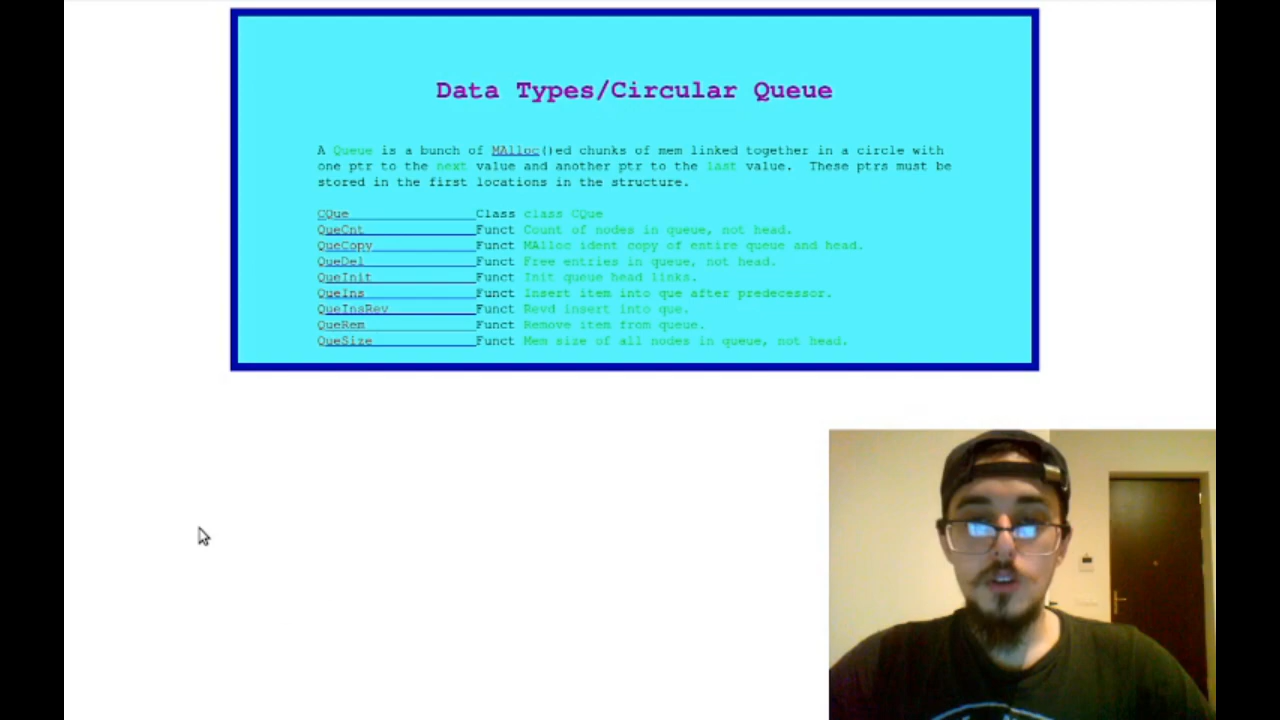 Data Types/Circular Queue
A Queue is a bunch of MAlloc()ed chunks of mem linked together in a circle with
one ptr to the next value and another ptr to the last value.  These ptrs must be
stored in the first locations in the structure.
CQue Class class CQue
QueCnt Funct Count of nodes in queue, not head.
QueCopy Funct MAlloc ident copy of entire queue and head.
QueDel Funct Free entries in queue, not head.
QueInit Funct Init queue head links.
QueIns Funct Insert item into que after predecessor.
QueInsRev Funct Revd insert into que.
QueRem Funct Remove item from queue.
QueSize Funct Mem size of all nodes in queue, not head.